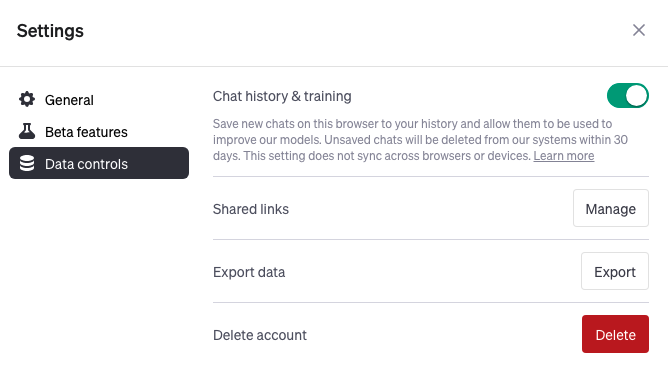 Settings
General
Beta features
Data controls
Chat history & training
Save new chats on this browser to your history and allow them to be used to
improve our models. Unsaved chats will be deleted from our systems within 30
days. This setting does not sync across browsers or devices. Learn more
Shared links
Manage
Export data
Export
Delete account
Delete